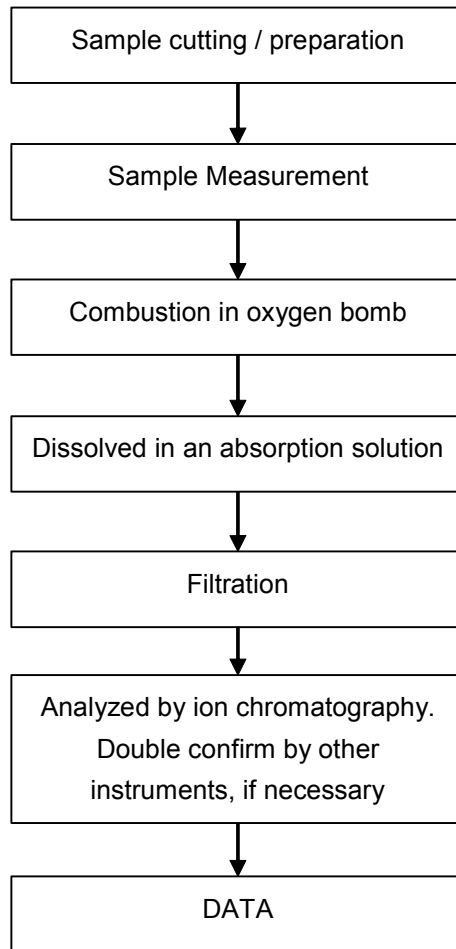 Sample cutting / preparation
Sample Measurement
Combustion in oxygen bomb
Dissolved in an absorption solution
Filtration
Analyzed by ion chromatography.
Double confirm by other
instruments, if necessary
DATA